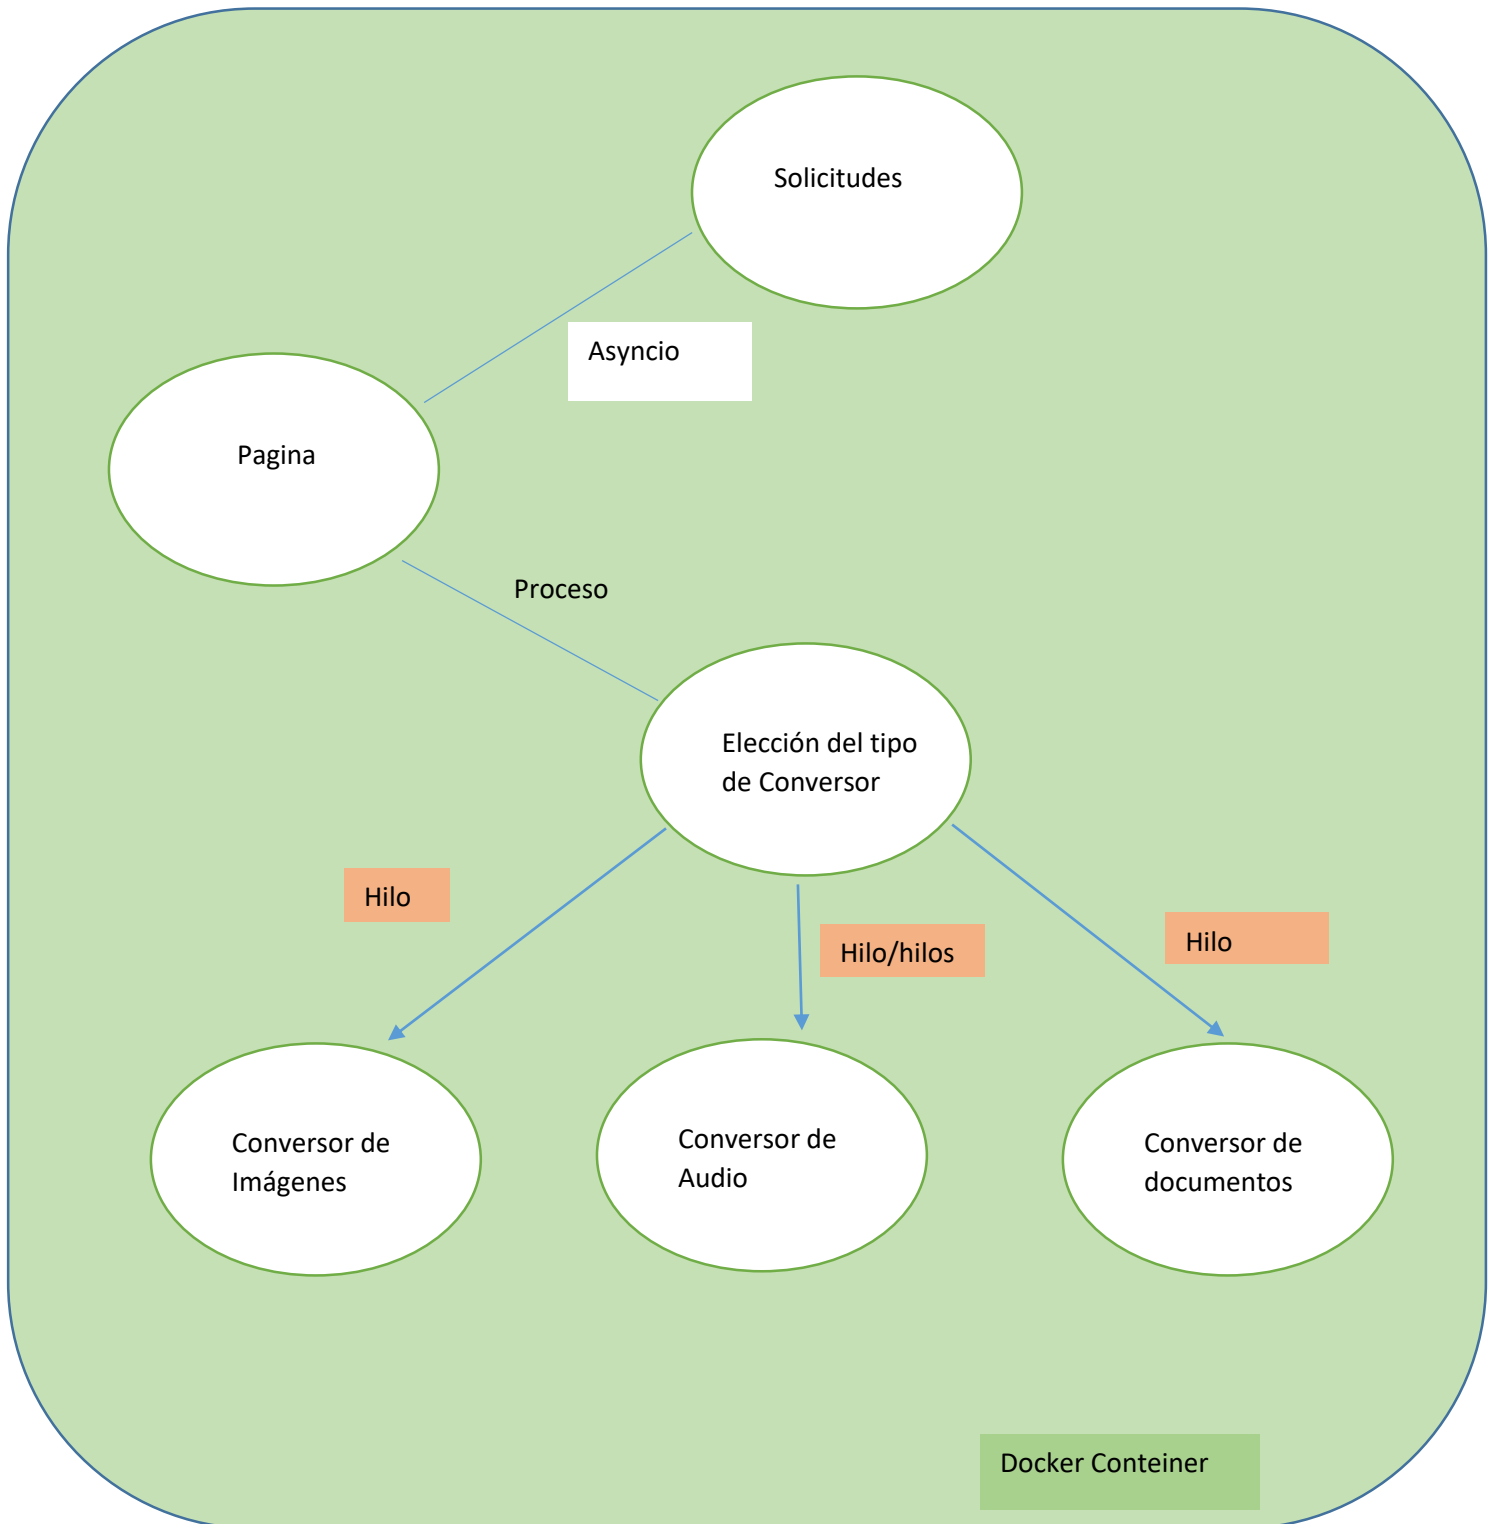 Solicitudes
Asyncio
Pagina
Proceso
Elección del tipo
de Conversor
Hilo
Hilo/hilos
Hilo
Conversor de
Imágenes
Conversor de
Audio
Conversor de
documentos
Docker Conteiner